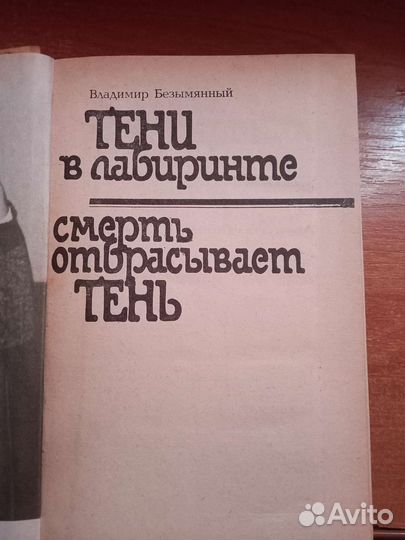 Владимир Безымянный
ТЕНИ
в лабиринте
смерть
отбрасывает
ТЕНЬ
Avito